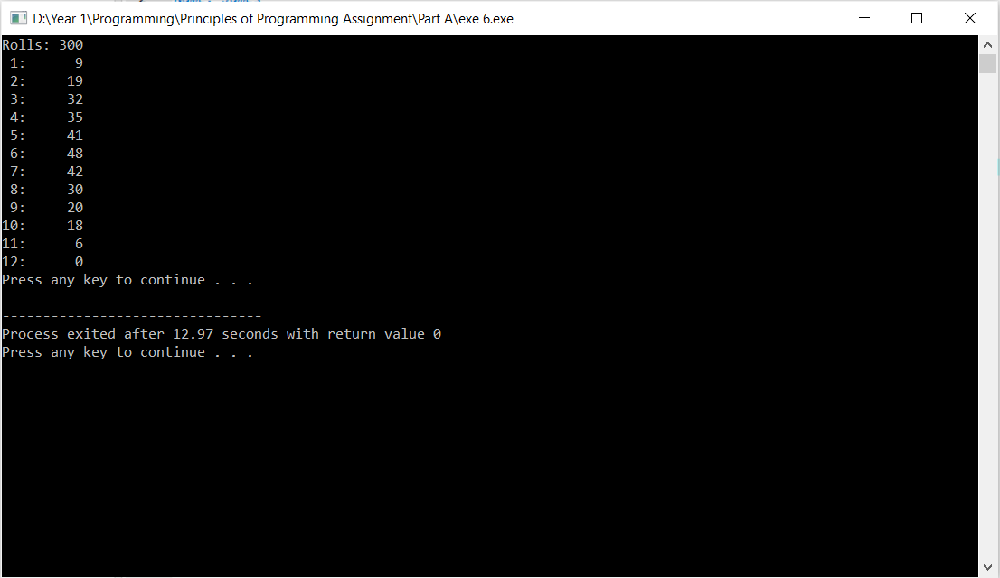 D:\Year 1\Programming\Principles of Programming Assignment\Part A\exe 6.exe
Rolls: 300
 1:      9
 2:     19
 3:     32
 4:     35
 5:     41
 6:     48
 7:     42
 8:     30
 9:     20
10:     18
11:      6
12:      0
Press any key to continue . . .
--------------------------------
Process exited after 12.97 seconds with return value 0
Press any key to continue . . .